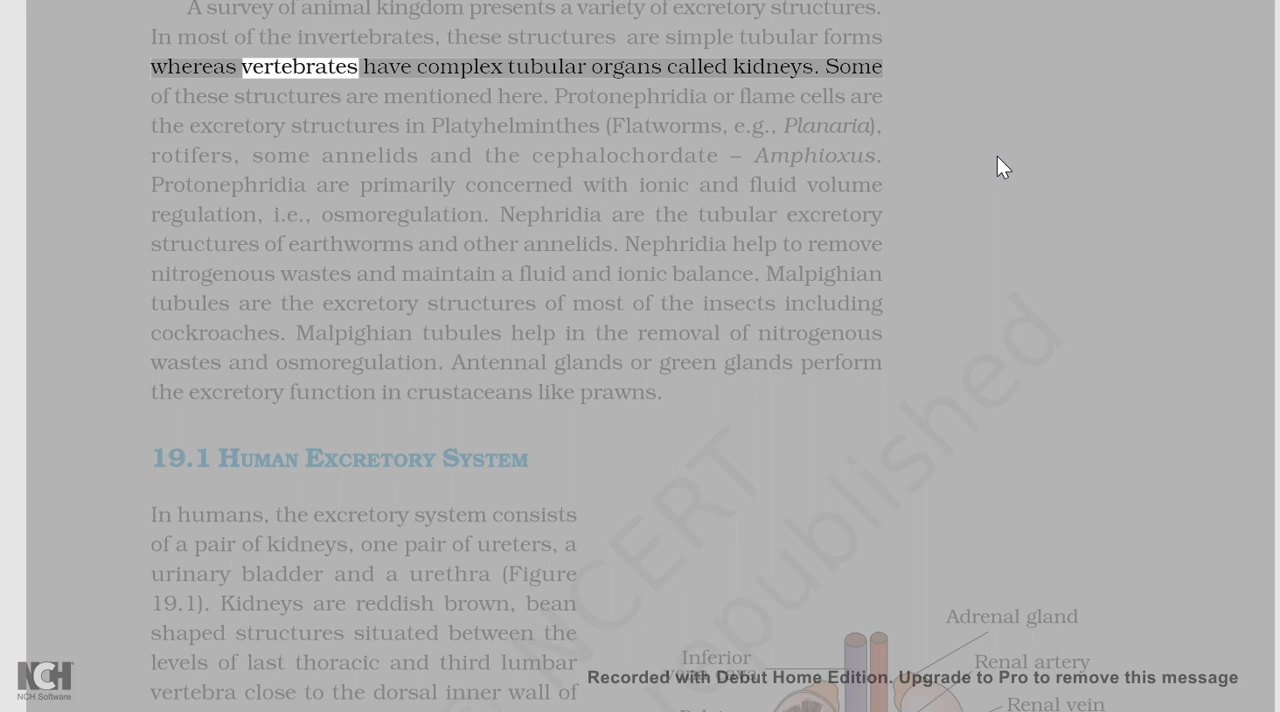 A survey of animal kingdom presents a variety of excretory structures.
In most of the invertebrates, these structures are simple tubular forms
whereas vertebrates have complex tubular organs called kidneys. Some
of these structures are mentioned here. Protonephridia or flame cells are
the excretory structures in Platyhelminthes (Flatworms, e.g., Planaria),
rotifers, some annelids and the cephalochordate – Amphioxus.
Protonephridia are primarily concerned with ionic and fluid volume
regulation, i.e., osmoregulation. Nephridia are the tubular excretory
structures of earthworms and other annelids. Nephridia help to remove
nitrogenous wastes and maintain a fluid and ionic balance. Malpighian
tubules are the excretory structures of most of the insects including
cockroaches. Malpighian tubules help in the removal of nitrogenous
wastes and osmoregulation. Antennal glands or green glands perform
the excretory function in crustaceans like prawns.
19.1 HUMAN EXCRETORY SYSTEM
In humans, the excretory system consists
of a pair of kidneys, one pair of ureters, a
urinary bladder and a urethra (Figure
19.1). Kidneys are reddish brown, bean
shaped structures situated between the
levels of last thoracic and third lumbar
vertebra close to the dorsal inner wall of
NCERT
republished
Adrenal gland
Inferior
Renal artery
Renal vein
NCH
NCH Software
Recorded with Debut Home Edition. Upgrade to Pro to remove this message